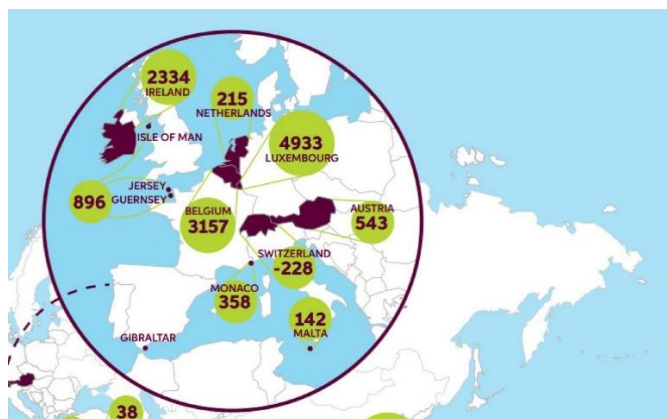 2334
IRELAND
215
NETHERLANDS
4933
LUXEMBOURG
ISLE OF MAN
896
JERSEY
GUERNSEY
BELGIUM
3157
AUSTRIA
543
SWITZERLAND
-228
MONACO
358
142
MALTA
GIBRALTAR
38